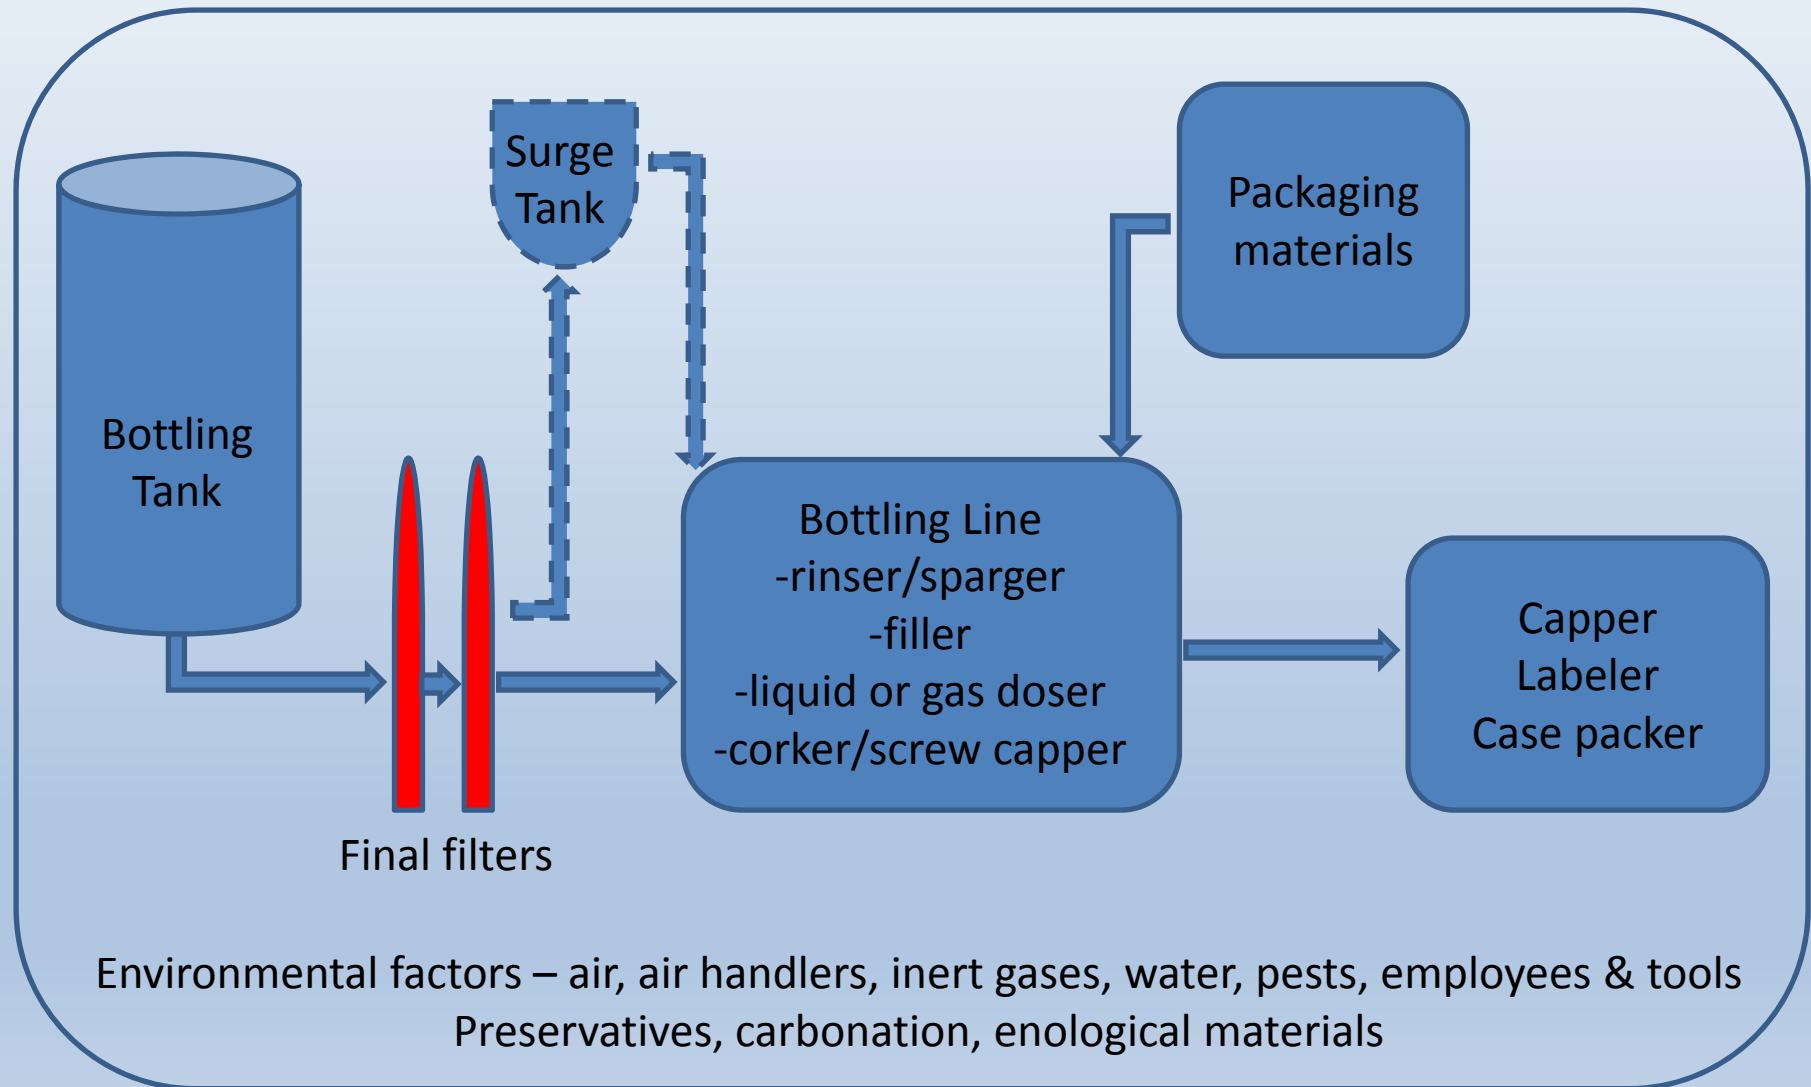 Surge
Tank
Packaging
materials
Bottling
Tank
Bottling Line
-rinser/sparger
-filler
-liquid or gas doser
-corker/screw capper
Capper
Labeler
Case packer
Final filters
Environmental factors – air, air handlers, inert gases, water, pests, employees & tools
Preservatives, carbonation, enological materials